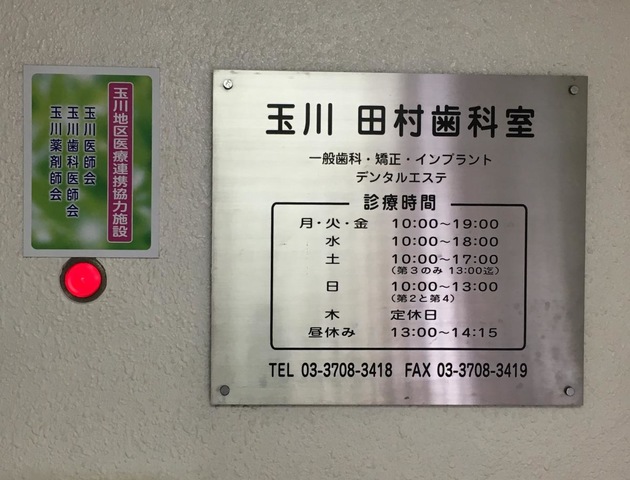 玉川地区医療連携協力施設
玉川医師会
玉川歯科医師会
玉川薬剤師会
玉川 田村歯科室
一般歯科・矯正・インプラント
デンタルエステ
診療時間
月・火・金 10:00〜19:00
水 10:00〜18:00
土 10:00〜17:00
(第3のみ 13:00迄)
日 10:00〜13:00
(第2と第4)
木 定休日
昼休み 13:00〜14:15
TEL 03-3708-3418 FAX 03-3708-3419